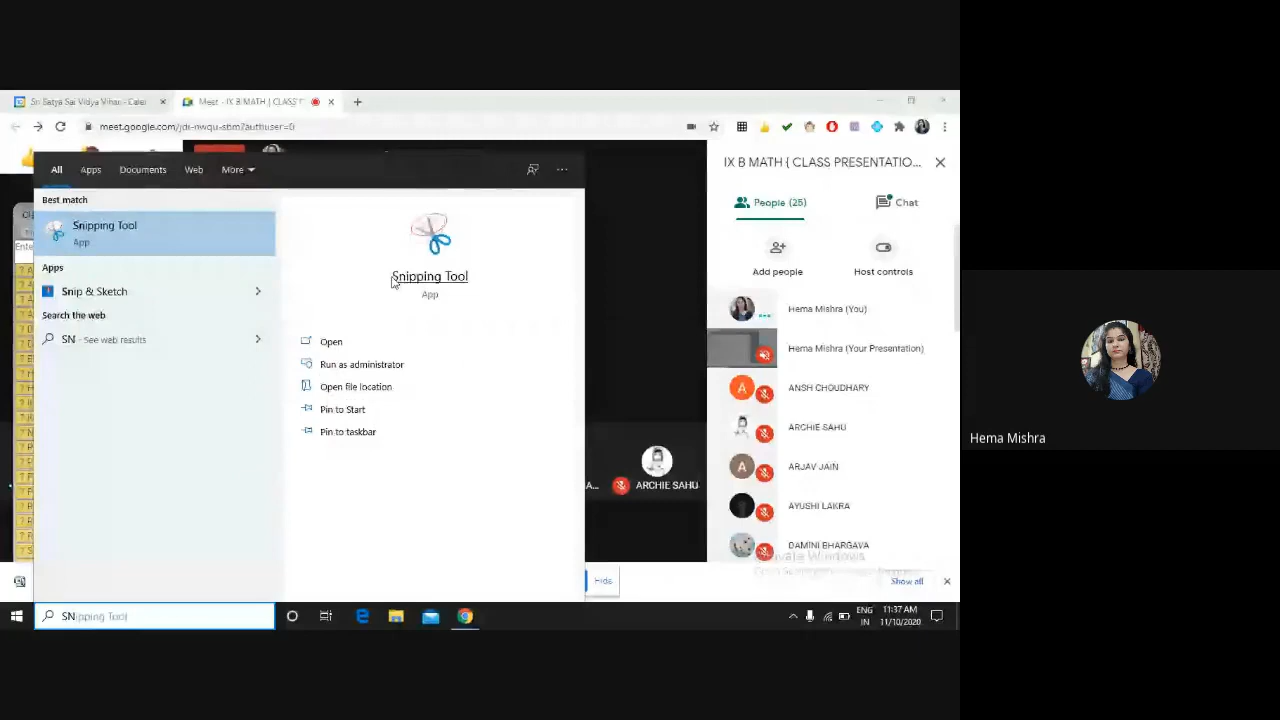 Sri Satya Sai Vidya Vihar - Calen
Meet - IX B MATH { CLASS
meet.google.com/
?authuser=0
All
Apps
Documents
Web
More
Best match
Snipping Tool
App
Apps
Snip & Sketch
Search the web
SN - See web results
Snipping Tool
App
Open
Run as administrator
Open file location
Pin to Start
Pin to taskbar
A...
ARCHIE SAHU
IX B MATH { CLASS PRESENTATIO...
People (25)
Chat
Add people
Host controls
Hema Mishra (You)
Hema Mishra (Your Presentation)
ANSH CHOUDHARY
ARCHIE SAHU
ARJAV JAIN
AYUSHI LAKRA
DAMINI BHARGAVA
Activate Windows
Hide
Show all
SNipping Tool
ENG
IN
11:37 AM
11/10/2020
Hema Mishra